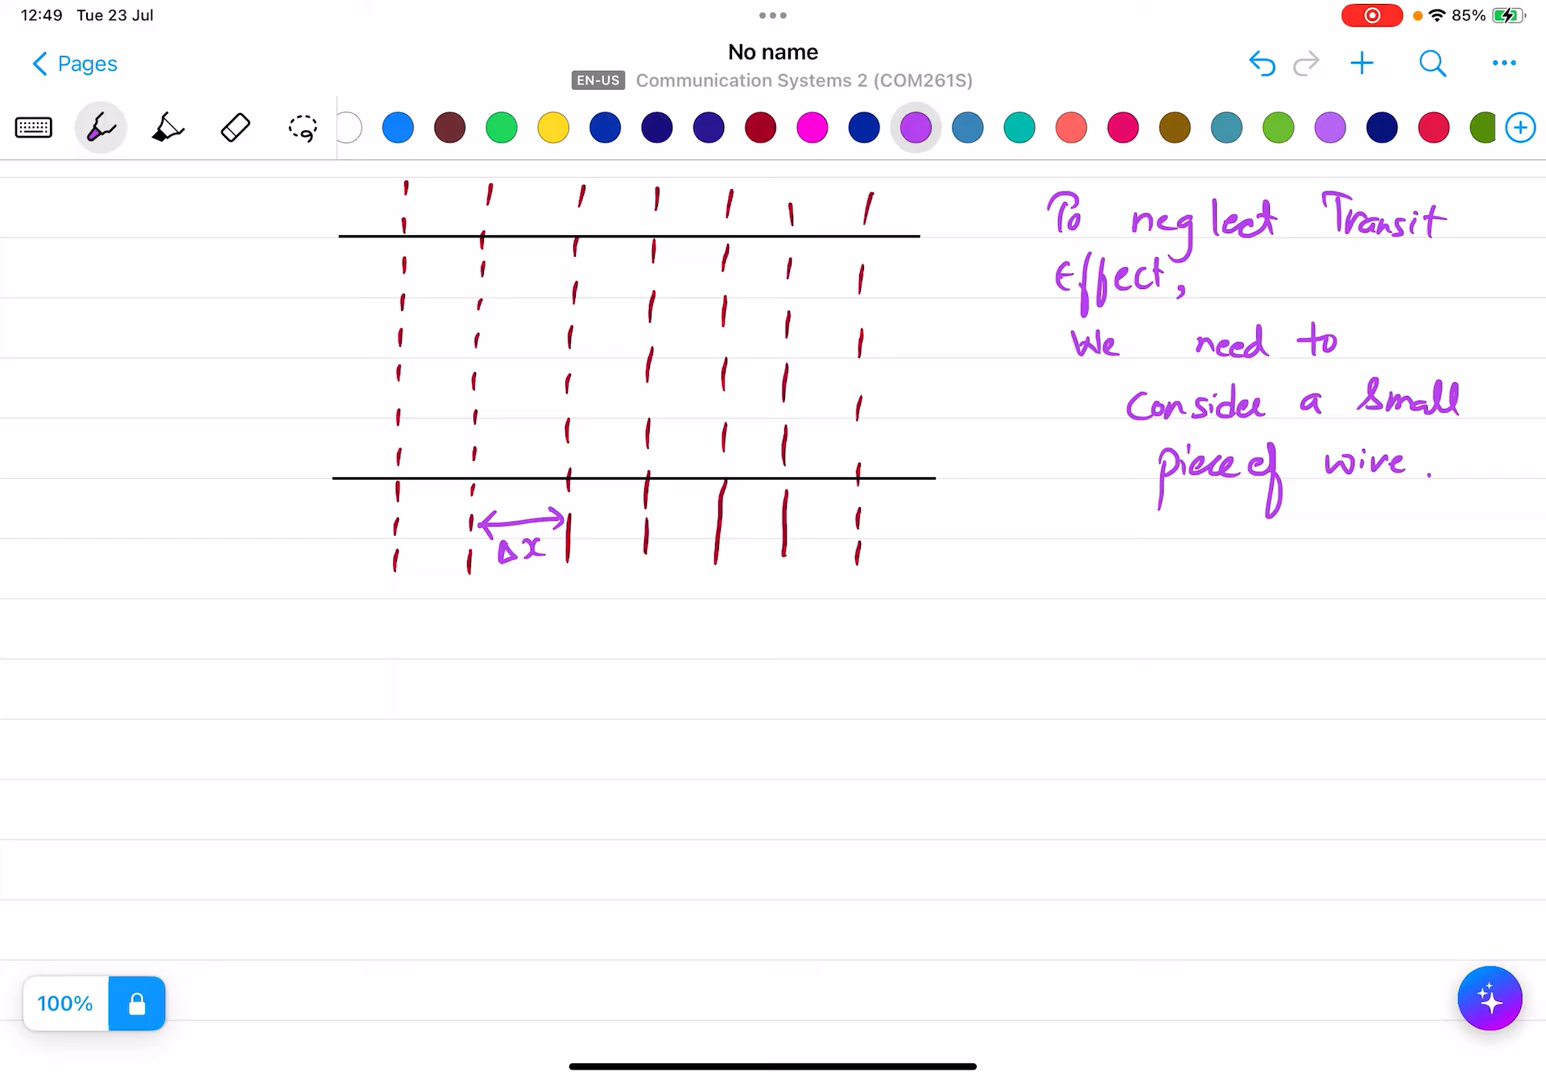 12:49 Tue 23 Jul
85%
Pages
No name
EN-US Communication Systems 2 (COM261S)
To neglect Transit
Effect,
We need to
Consider a small
piece of wire.
Δx
100%